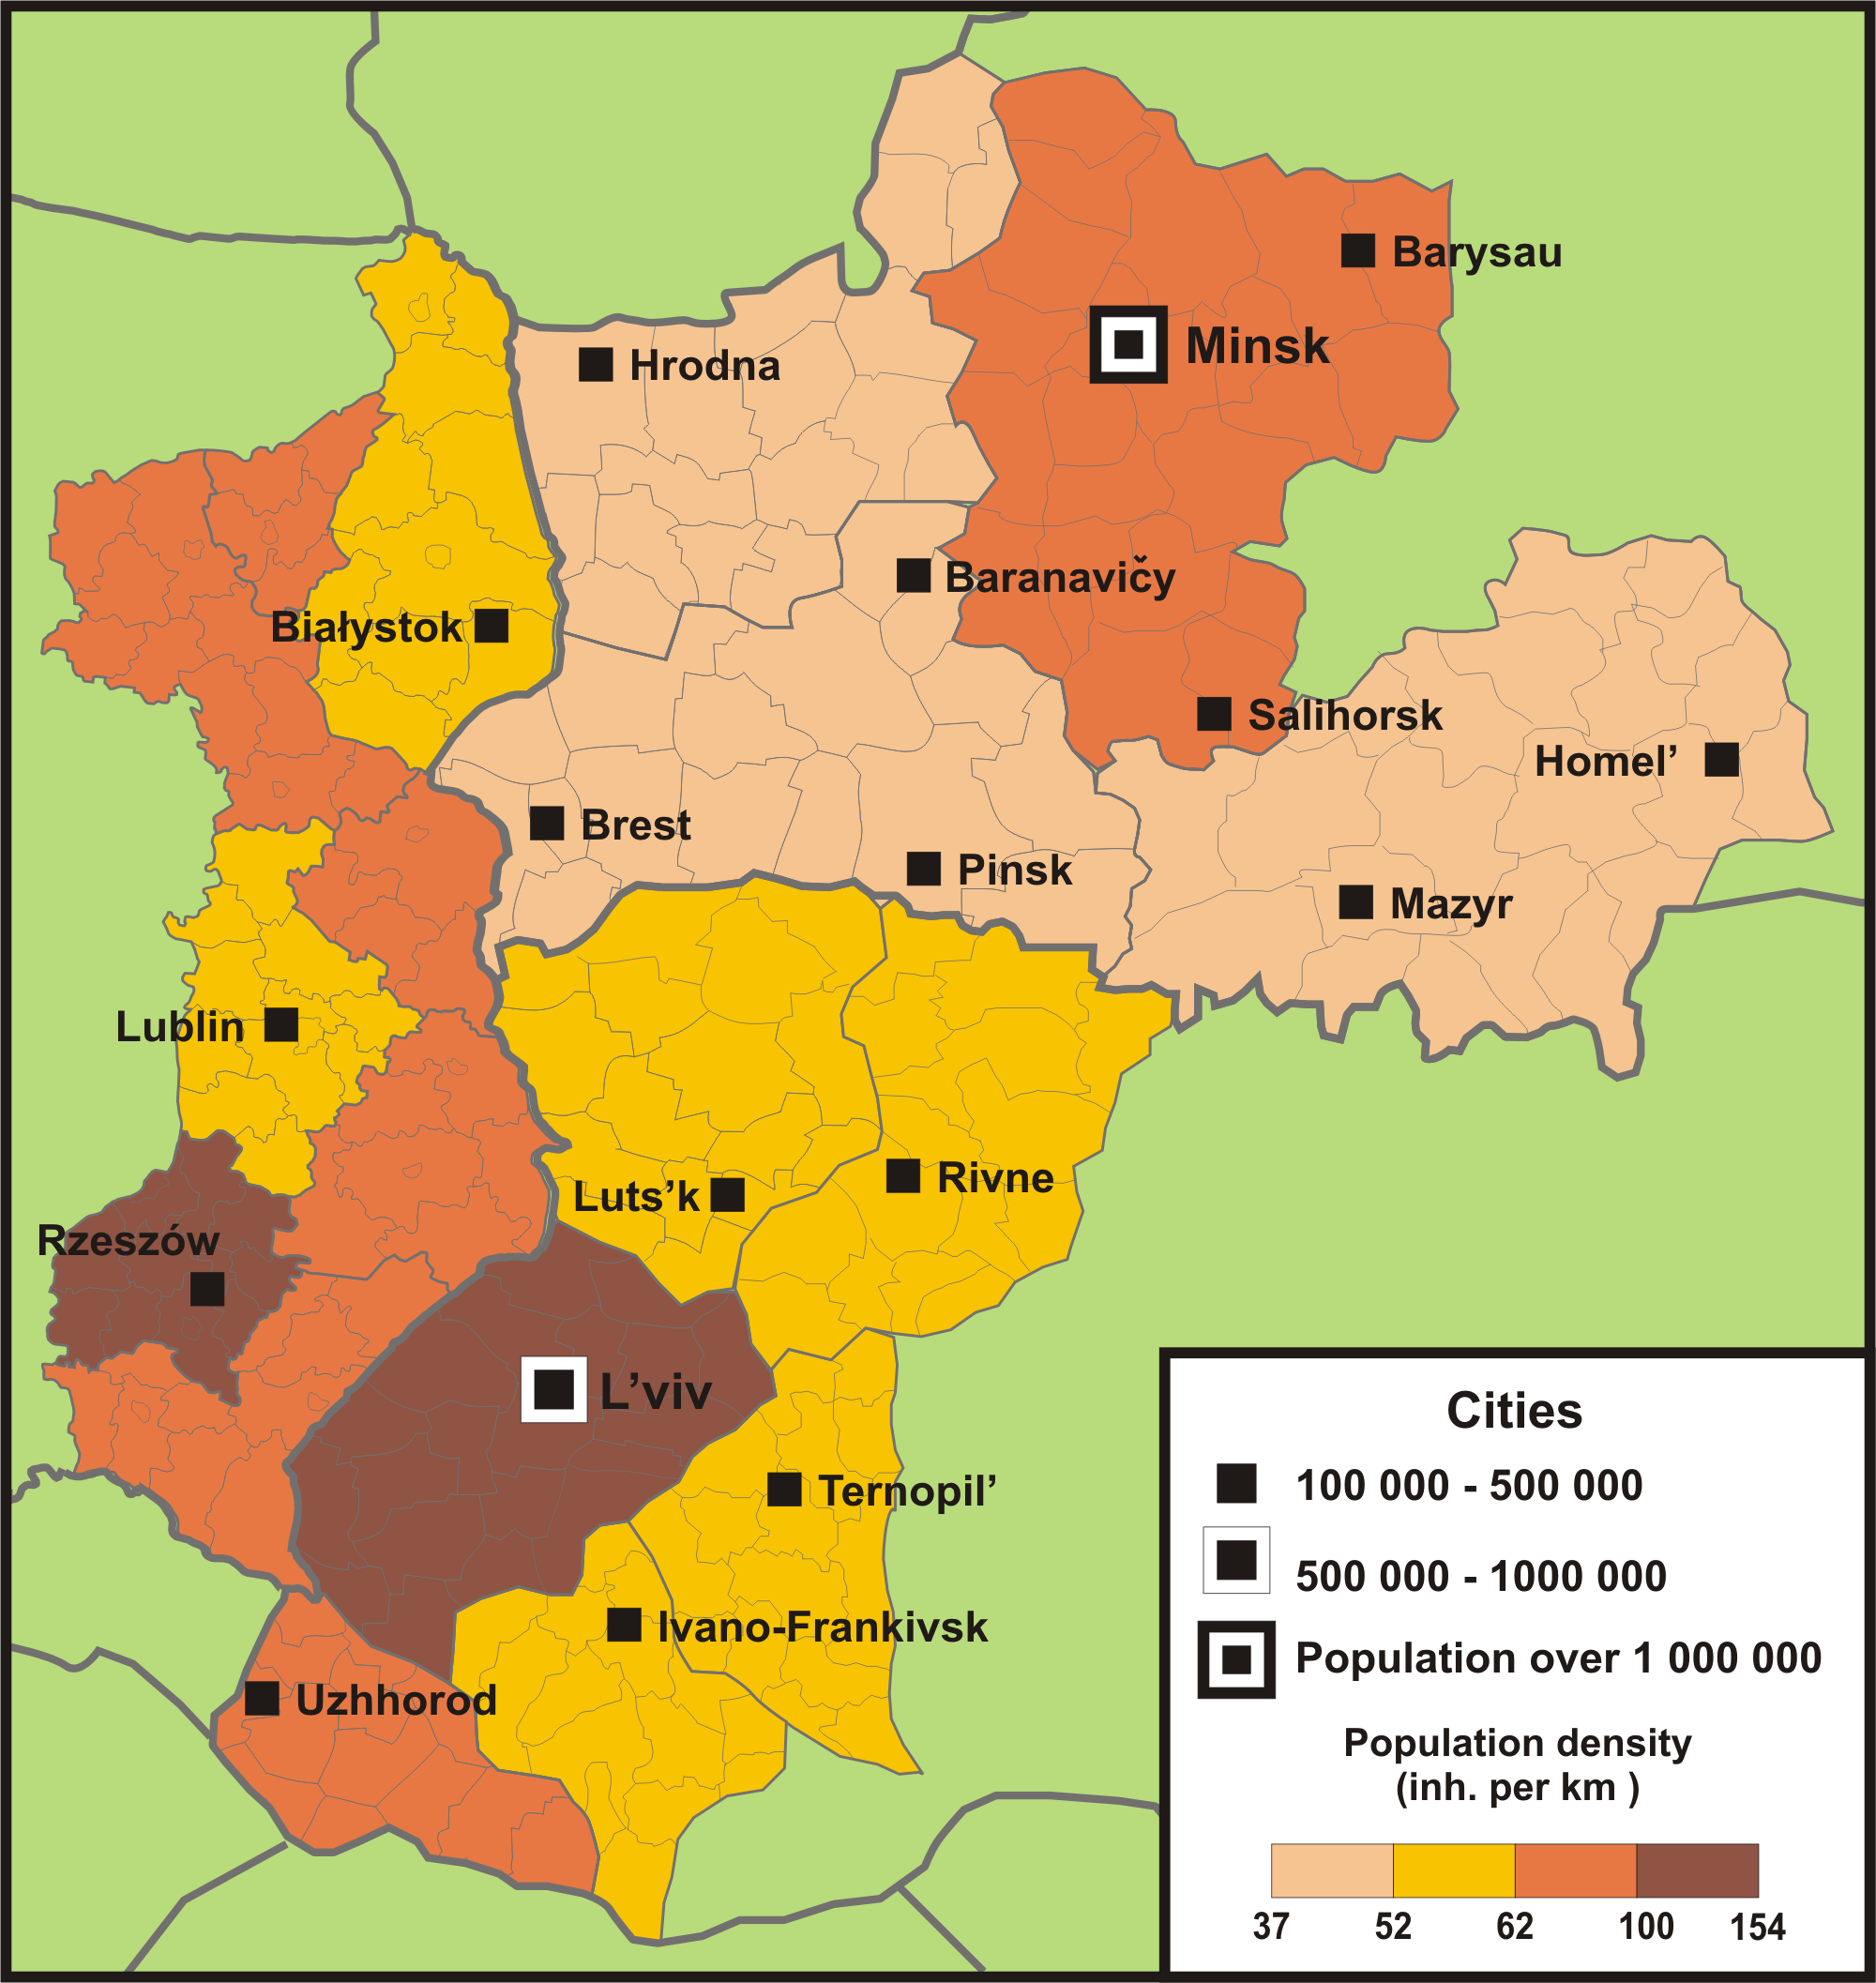 Barysau
Minsk
Hrodna
Baranavičy
Białystok
Salihorsk
Homel’
Brest
Pinsk
Mazyr
Lublin
Rivne
Luts’k
Rzeszów
L’viv
Ternopil’
Ivano-Frankivsk
Uzhhorod
Cities
100 000 - 500 000
500 000 - 1000 000
Population over 1 000 000
Population density
(inh. per km )
37 52 62 100 154